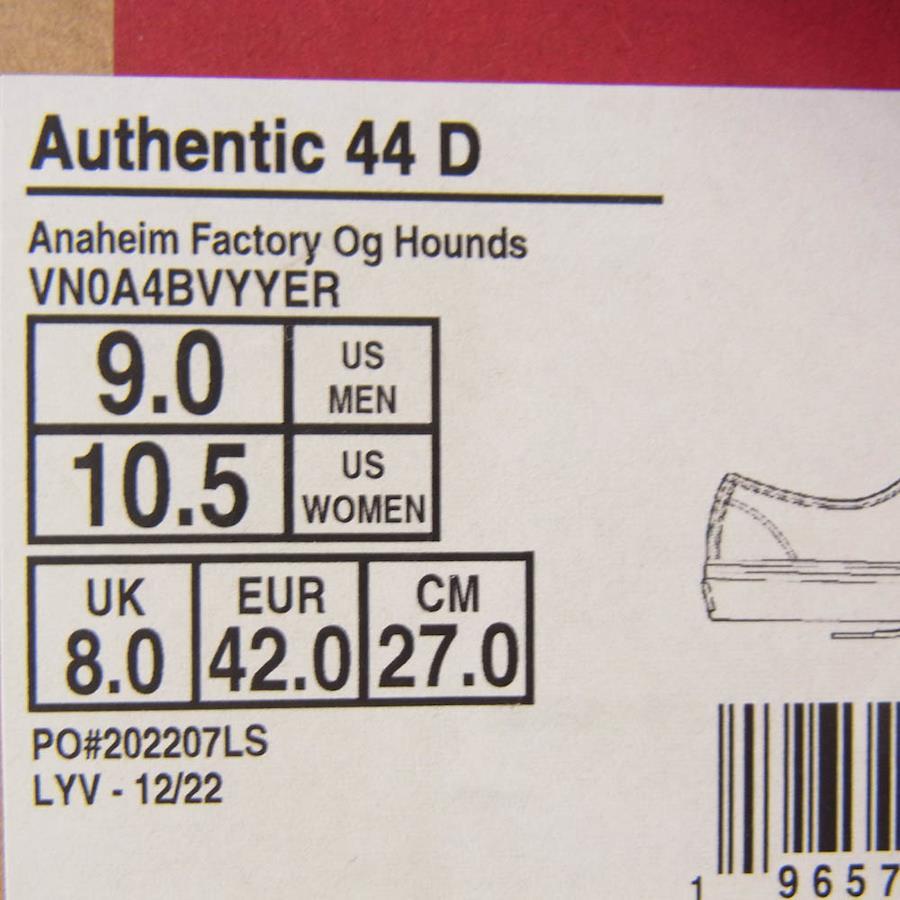 Authentic 44 D
Anaheim Factory Og Hounds
VN0A4BVYYER
9.0 US MEN
10.5 US WOMEN
UK EUR CM
8.0 42.0 27.0
PO#202207LS
LYV - 12/22
1 9657